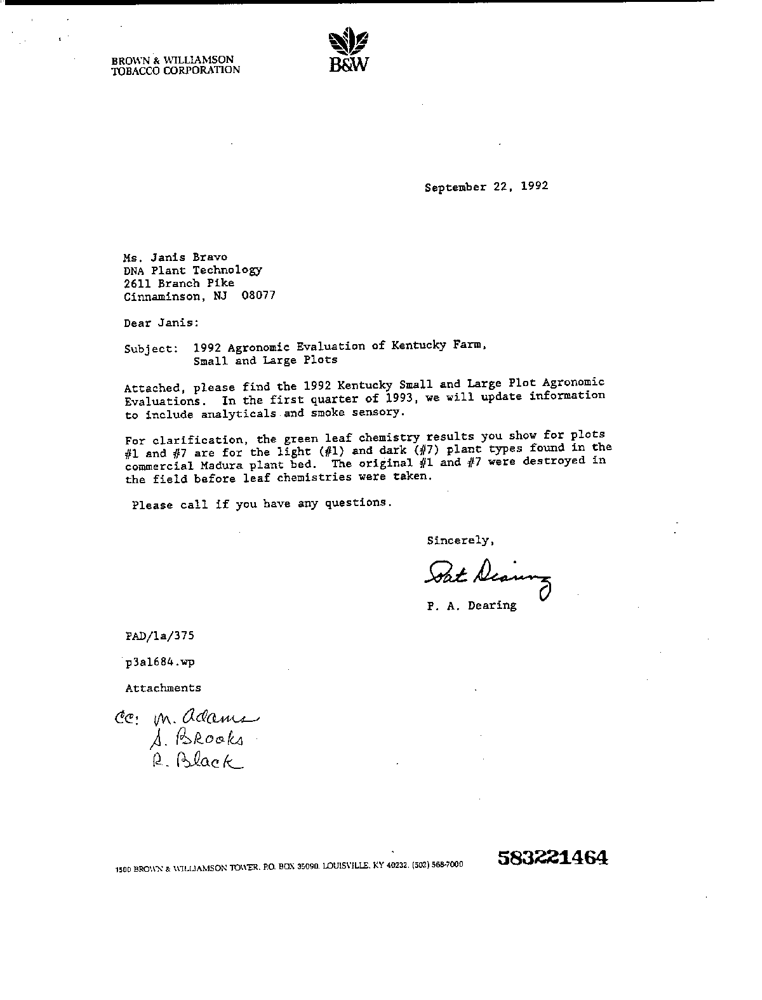 BROWN & WILLIAMSON
TOBACCO CORPORATION
B&W
September 22, 1992
Ms. Janis Bravo
DNA Plant Technology
2611 Branch Pike
Cinnaminson, NJ 08077
Dear Janis:
Subject: 1992 Agronomic Evaluation of Kentucky Farm,
Small and Large Plots
Attached, please find the 1992 Kentucky Small and Large Plot Agronomic
Evaluations. In the first quarter of 1993, we will update information
to include analyticals and smoke sensory.
For clarification, the green leaf chemistry results you show for plots
#1 and #7 are for the light (#1) and dark (#7) plant types found in the
commercial Madura plant bed. The original #1 and #7 were destroyed in
the field before leaf chemistries were taken.
Please call if you have any questions.
Sincerely,
Pat Dearing
P. A. Dearing
PAD/la/375
p3a1684.wp
Attachments
cc: M. Adams
S. Brooks
R. Black
1500 BROWN & WILLIAMSON TOWER, P.O. BOX 35090, LOUISVILLE, KY 40232, (502) 568-7000
583221464